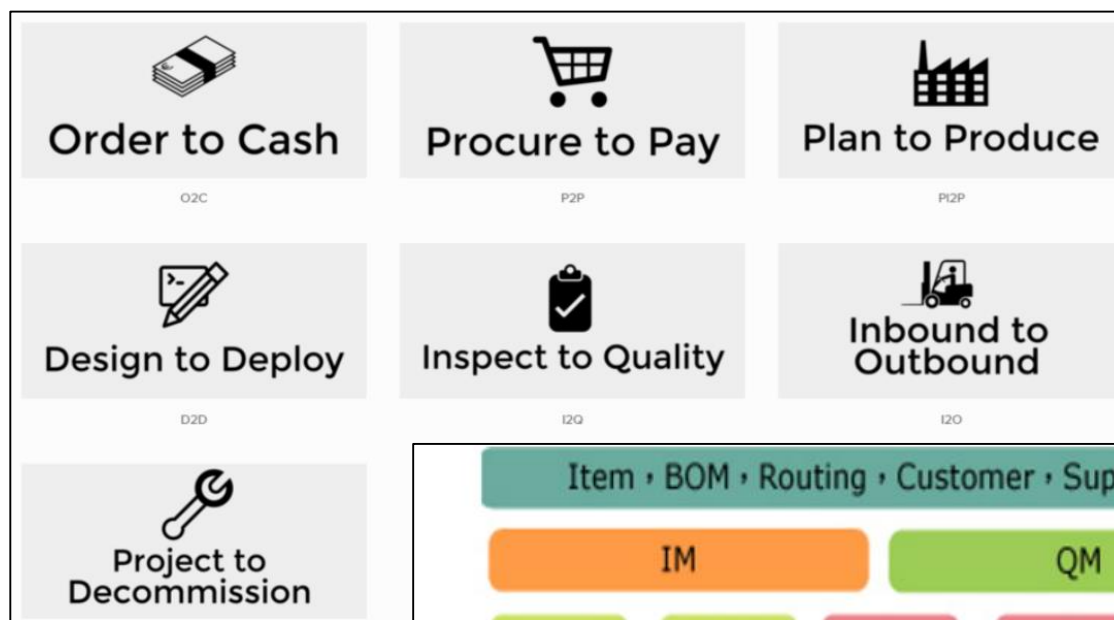 Order to Cash
Procure to Pay
Plan to Produce
O2C
P2P
PI2P
Design to Deploy
Inspect to Quality
Inbound to
Outbound
D2D
I2Q
I2O
Project to
Decommission
Item，BOM，Routing，Customer，Sup
IM
QM